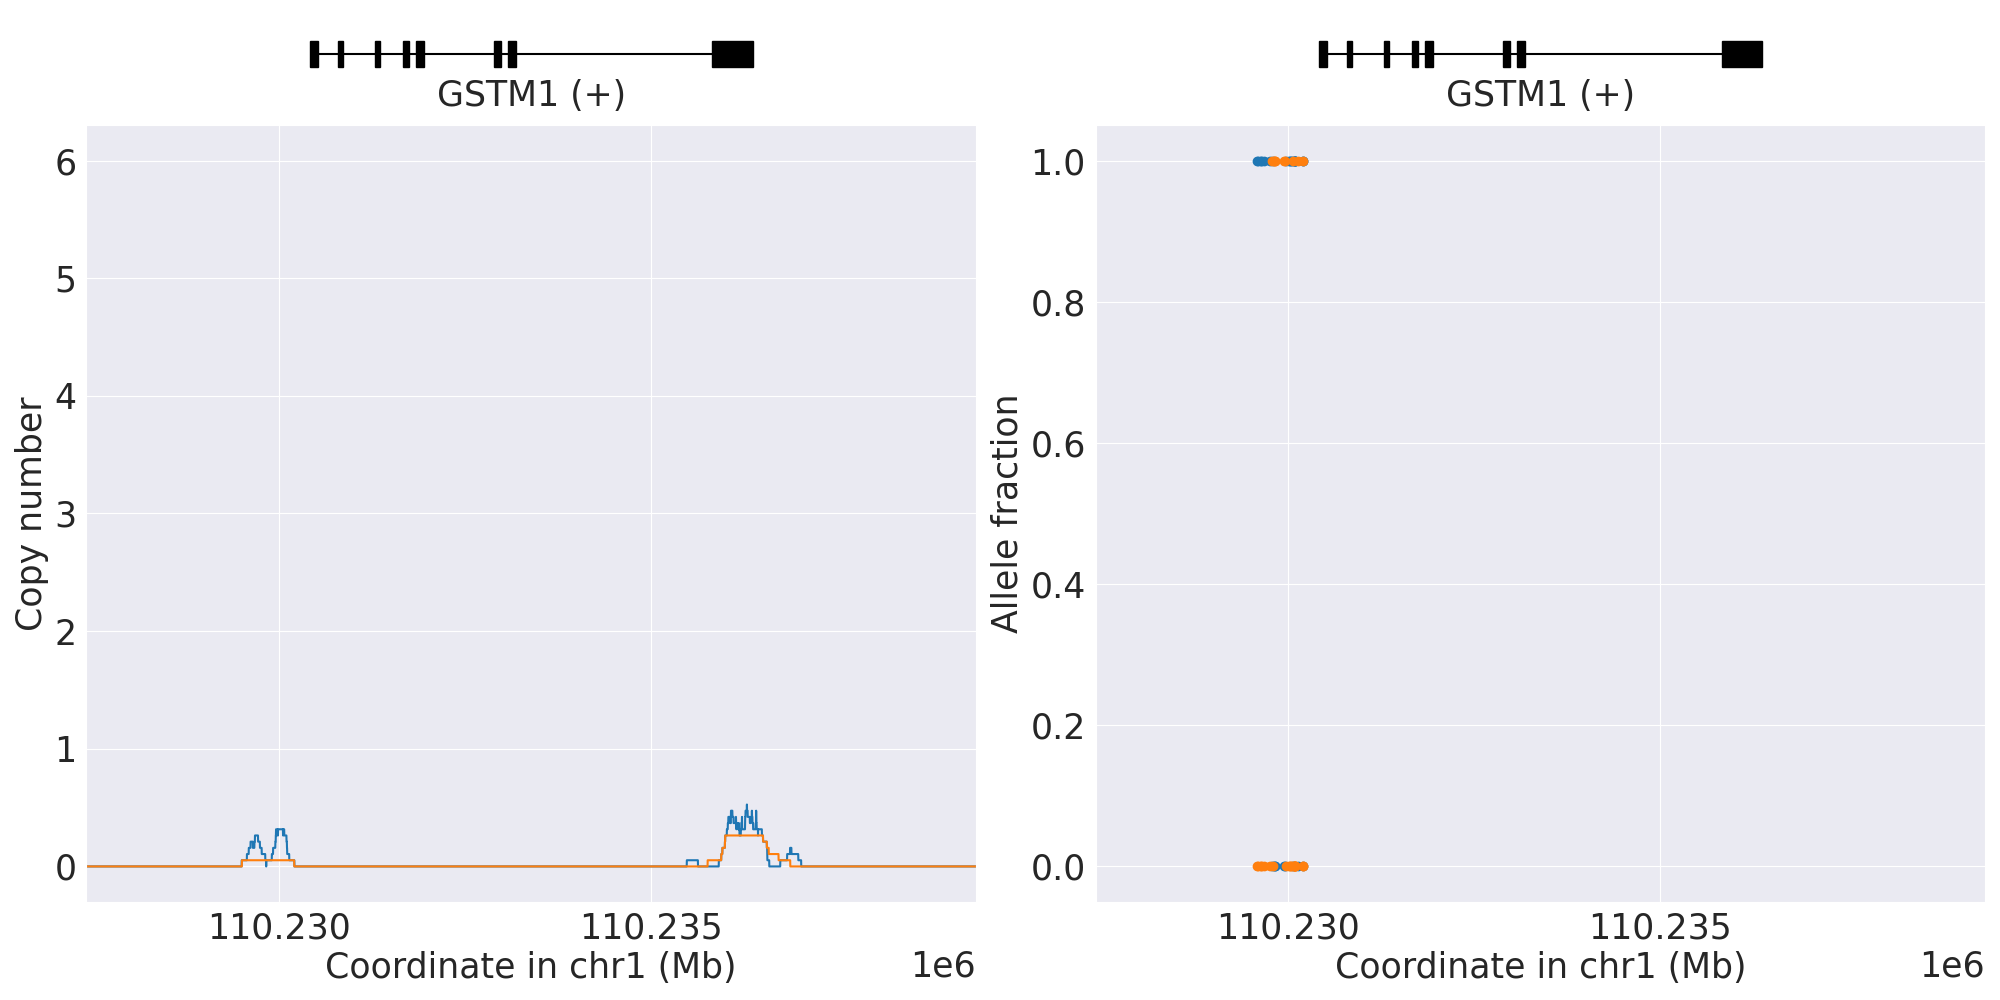 GSTM1 (+)
6
5
4
3
2
1
0
Copy number
110.230
110.235
Coordinate in chr1 (Mb)
1e6
GSTM1 (+)
1.0
0.8
0.6
0.4
0.2
0.0
Allele fraction
110.230
110.235
Coordinate in chr1 (Mb)
1e6